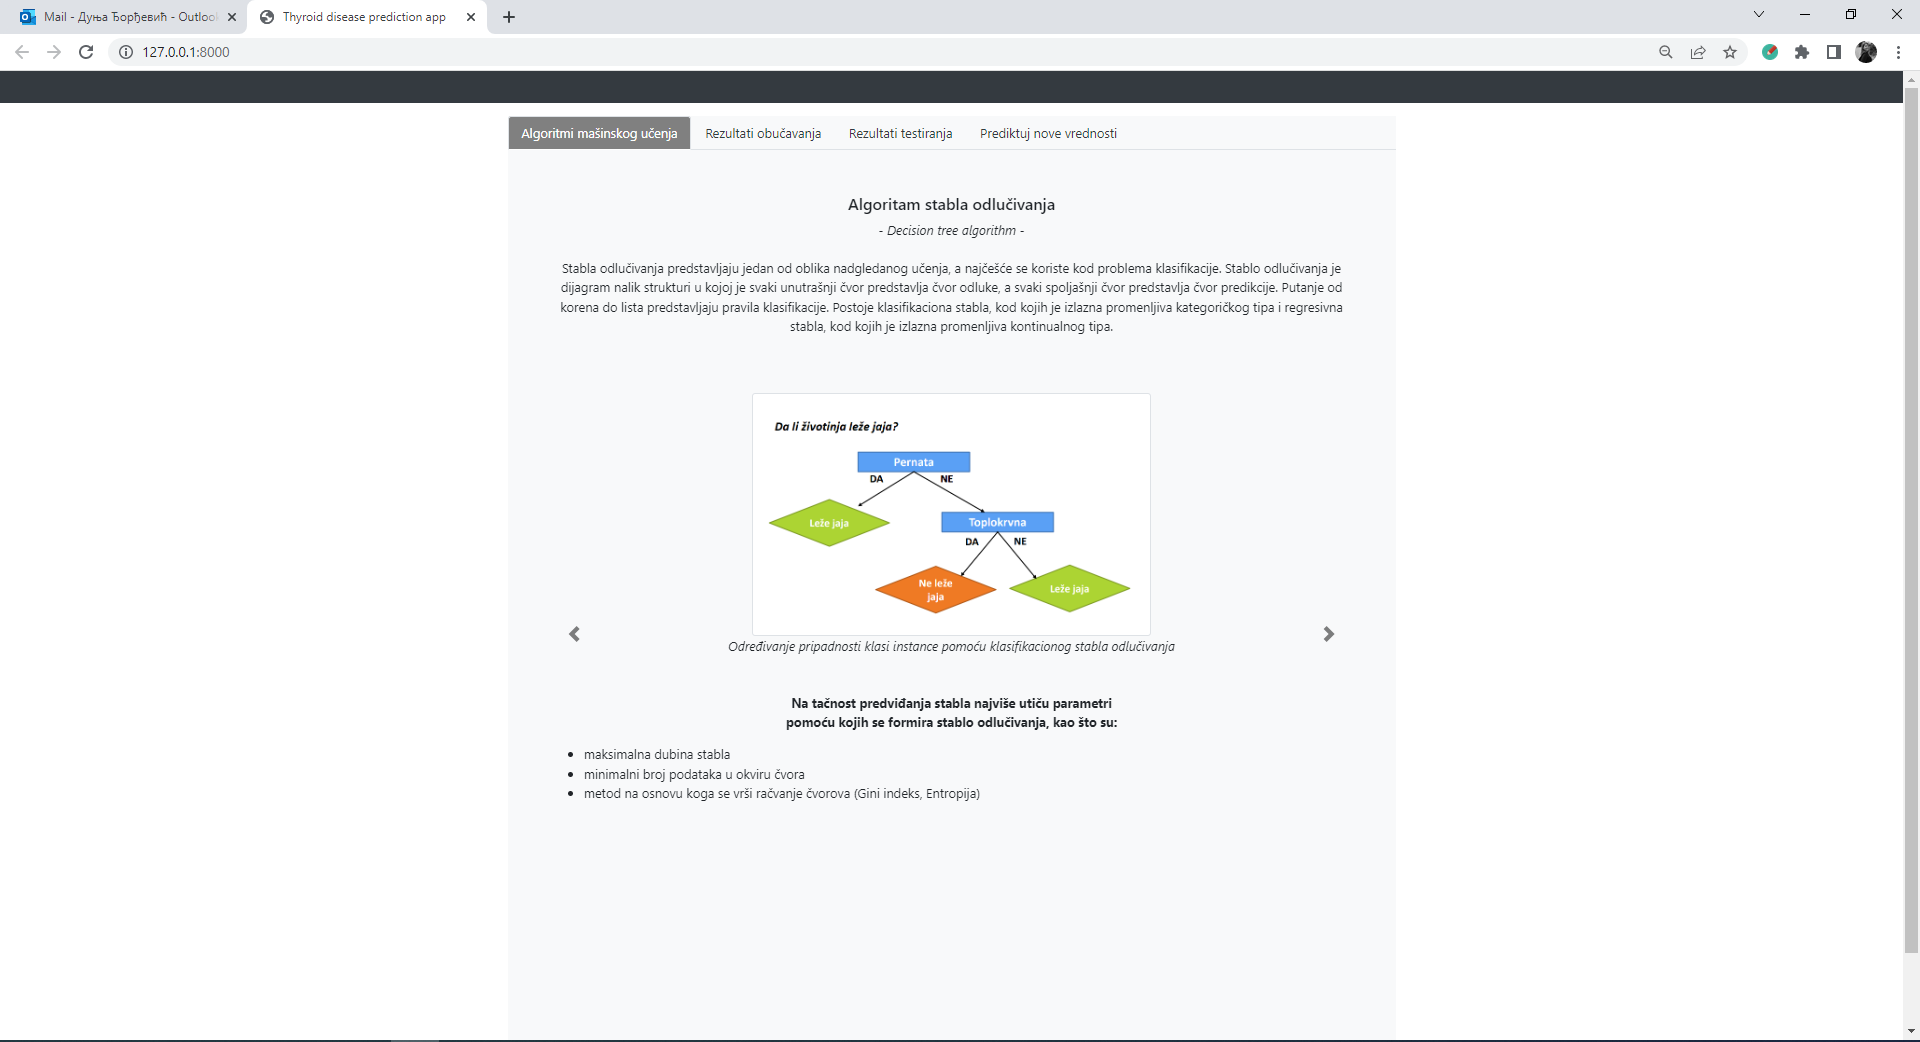 Mail - Дуња Ђорђевић - Outlook
Thyroid disease prediction app
127.0.0.1:8000
Algoritmi mašinskog učenja
Rezultati obučavanja
Rezultati testiranja
Prediktuj nove vrednosti
Algoritam stabla odlučivanja
- Decision tree algorithm -
Stabla odlučivanja predstavljaju jedan od oblika nadgledanog učenja, a najčešće se koriste kod problema klasifikacije. Stablo odlučivanja je
dijagram nalik strukturi u kojoj je svaki unutrašnji čvor predstavlja čvor odluke, a svaki spoljašnji čvor predstavlja čvor predikcije. Putanje od
korena do lista predstavljaju pravila klasifikacije. Postoje klasifikaciona stabla, kod kojih je izlazna promenljiva kategoričkog tipa i regresivna
stabla, kod kojih je izlazna promenljiva kontinualnog tipa.
Da li životinja leže jaja?
Pernata
DA
NE
Leže jaja
Toplokrvna
DA
NE
Ne leže
jaja
Leže jaja
Određivanje pripadnosti klasi instance pomoću klasifikacionog stabla odlučivanja
Na tačnost predviđanja stabla najviše utiču parametri
pomoću kojih se formira stablo odlučivanja, kao što su:
maksimalna dubina stabla
minimalni broj podataka u okviru čvora
metod na osnovu koga se vrši račvanje čvorova (Gini indeks, Entropija)